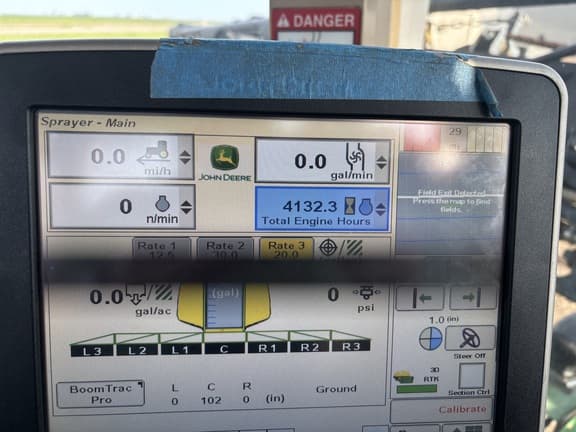 DANGER
Sprayer - Main
29
0.0
mi/h
JOHN DEERE
0.0
gal/min
0
n/min
4132.3
Total Engine Hours
Field Exit Detected
Press the map to find
fields.
Rate 1
12.5
Rate 2
Rate 3
20.0
0.0
gal/ac
(gal)
0
psi
1.0 (in)
L3 L2 L1 C R1 R2 R3
Steer Off
3D
RTK
Section Ctrl
BoomTrac
Pro
L C R
0 102 0 (in)
Ground
Calibrate